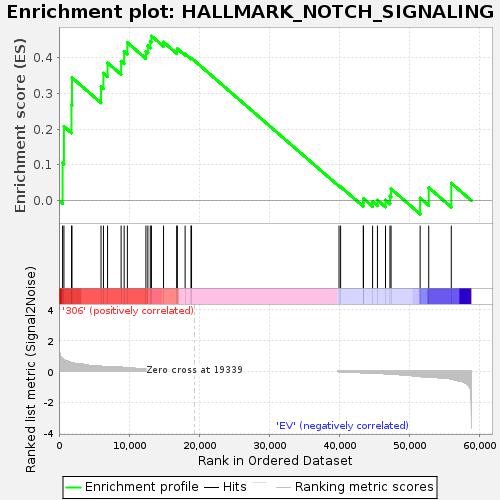 Enrichment plot: HALLMARK_NOTCH_SIGNALING
Enrichment score (ES)
0.4
0.3
0.2
0.1
0.0
'306' (positively correlated)
Ranked list metric (Signal2Noise)
4
2
0
-2
-4
Zero cross at 19339
'EV' (negatively correlated)
0
10,000
20,000
30,000
40,000
50,000
60,000
Rank in Ordered Dataset
Enrichment profile
Hits
Ranking metric scores